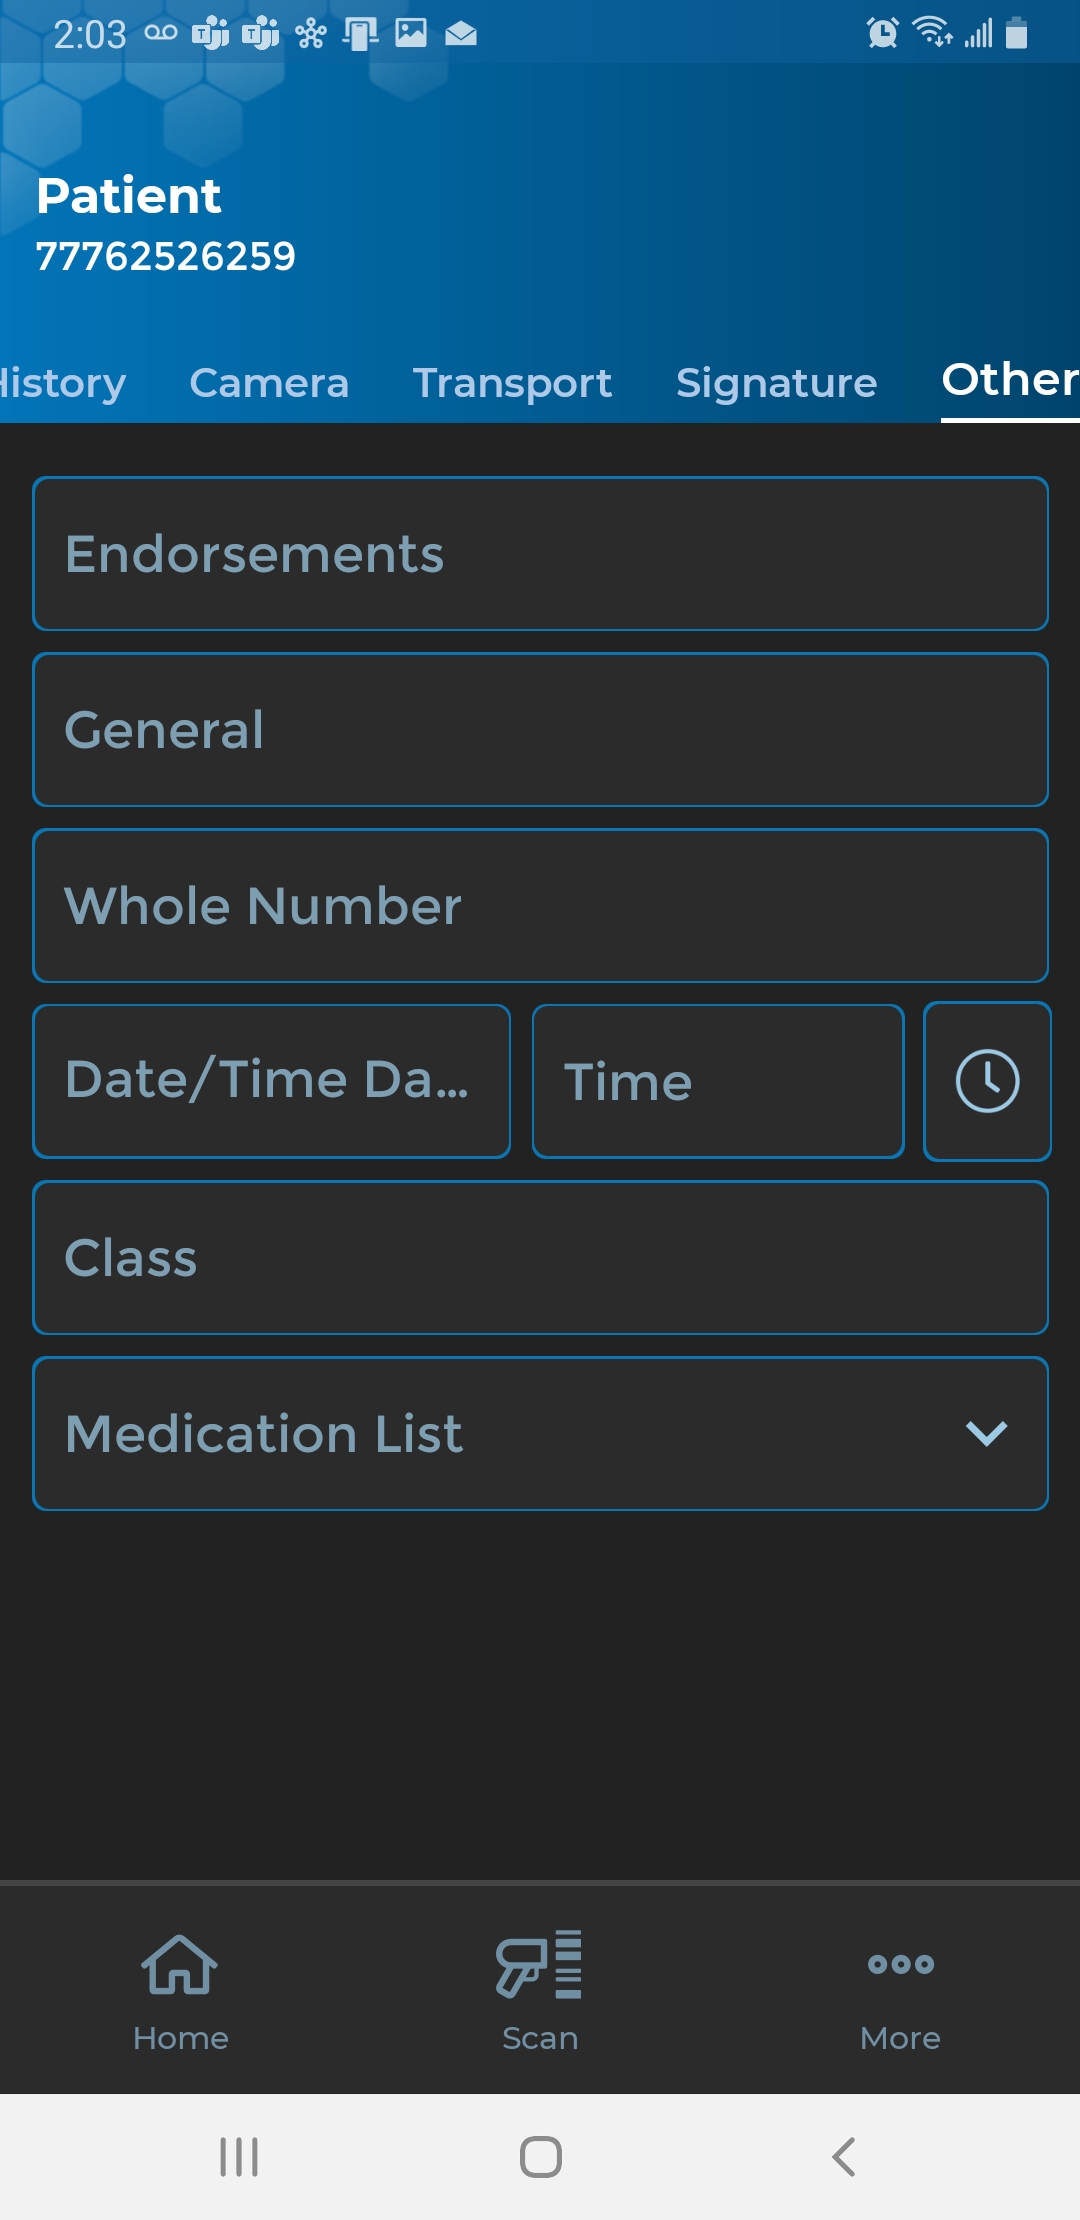 2:03
Patient
77762526259
History Camera Transport Signature Other
Endorsements
General
Whole Number
Date/Time Da... Time
Class
Medication List
Home Scan More